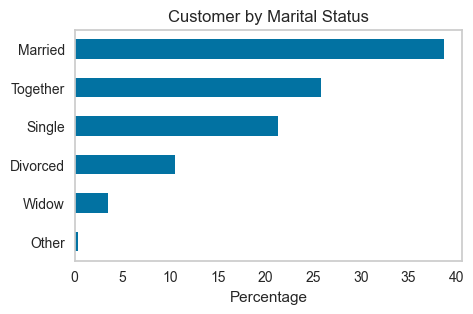 Customer by Marital Status
Married
Together
Single
Divorced
Widow
Other
0 5 10 15 20 25 30 35 40
Percentage